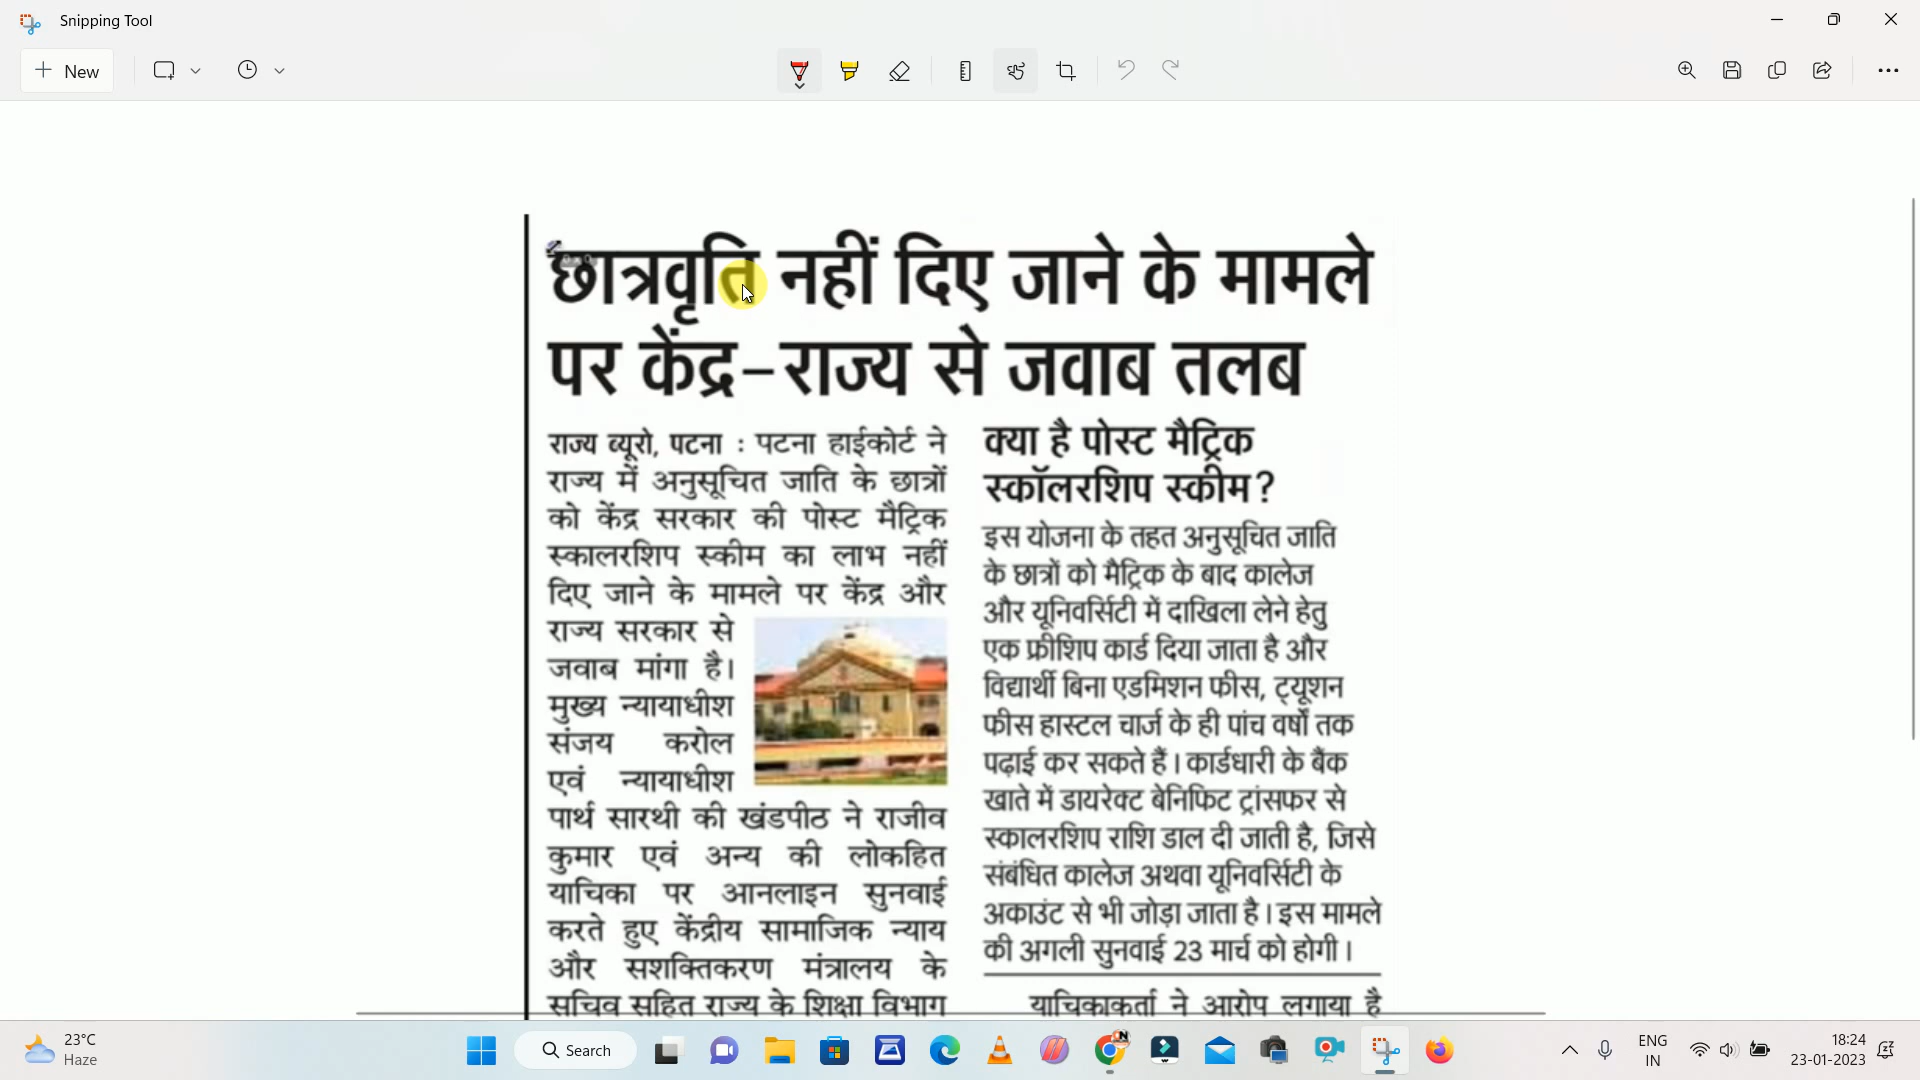 Snipping Tool
New
छात्रवृति नहीं दिए जाने के मामले
पर केंद्र-राज्य से जवाब तलब
राज्य ब्यूरो, पटना : पटना हाईकोर्ट ने
राज्य में अनुसूचित जाति के छात्रों
को केंद्र सरकार की पोस्ट मैट्रिक
स्कालरशिप स्कीम का लाभ नहीं
दिए जाने के मामले पर केंद्र और
राज्य सरकार से
जवाब मांगा है।
मुख्य न्यायाधीश
संजय करोल
एवं न्यायाधीश
पार्थ सारथी की खंडपीठ ने राजीव
कुमार एवं अन्य की लोकहित
याचिका पर आनलाइन सुनवाई
करते हुए केंद्रीय सामाजिक न्याय
और सशक्तिकरण मंत्रालय के
सचिव सहित राज्य के शिक्षा विभाग
क्या है पोस्ट मैट्रिक
स्कॉलरशिप स्कीम?
इस योजना के तहत अनुसूचित जाति
के छात्रों को मैट्रिक के बाद कालेज
और यूनिवर्सिटी में दाखिला लेने हेतु
एक फ्रीशिप कार्ड दिया जाता है और
विद्यार्थी बिना एडमिशन फीस, ट्यूशन
फीस हास्टल चार्ज के ही पांच वर्षों तक
पढ़ाई कर सकते हैं। कार्डधारी के बैंक
खाते में डायरेक्ट बेनिफिट ट्रांसफर से
स्कालरशिप राशि डाल दी जाती है, जिसे
संबंधित कालेज अथवा यूनिवर्सिटी के
अकाउंट से भी जोड़ा जाता है। इस मामले
की अगली सुनवाई 23 मार्च को होगी।
याचिकाकर्ता ने आरोप लगाया है
23°C
Haze
Search
ENG
IN
18:24
23-01-2023